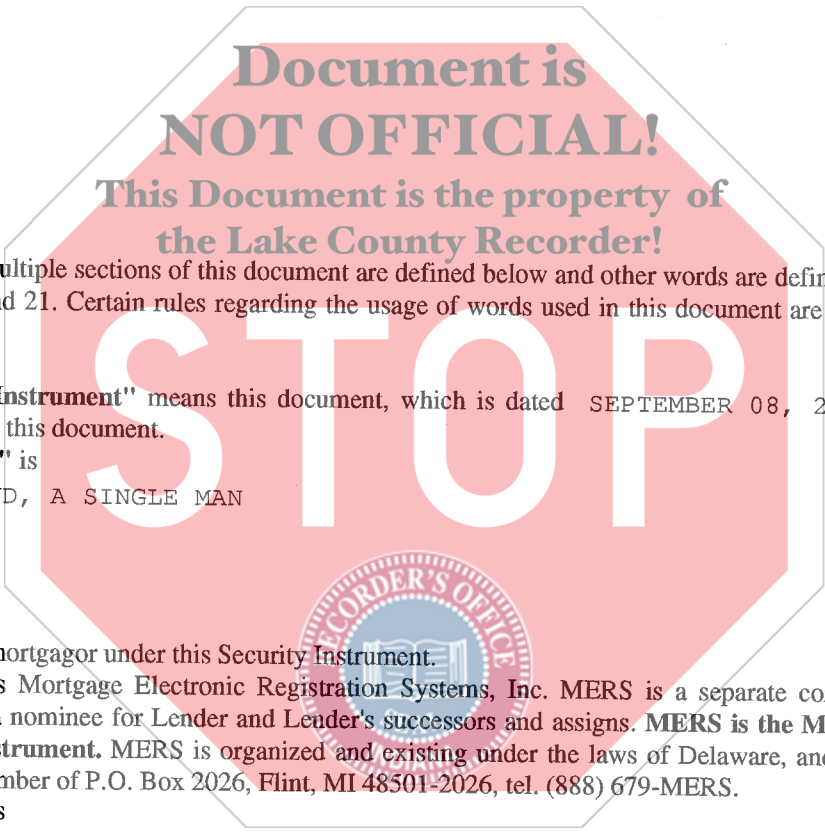 Document is
NOT OFFICIAL!
This Document is the property of
the Lake County Recorder!
ultiple sections of this document are defined below and other words are defin
d 21. Certain rules regarding the usage of words used in this document are
STOP
Instrument" means this document, which is dated SEPTEMBER 08, 2
this document.
" is
D, A SINGLE MAN
RECORDER'S OFFICE
ortgagor under this Security Instrument.
s Mortgage Electronic Registration Systems, Inc. MERS is a separate co
nominee for Lender and Lender's successors and assigns. MERS is the M
strument. MERS is organized and existing under the laws of Delaware, and
mber of P.O. Box 2026, Flint, MI 48501-2026, tel. (888) 679-MERS.
INDIANA
s